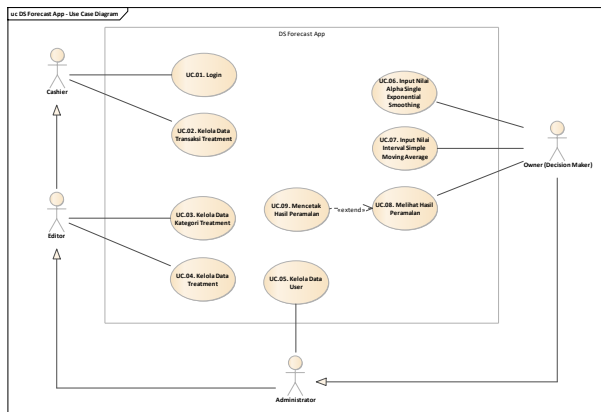 uc DS Forecast App - Use Case Diagram
DS Forecast App
Cashier
UC.01. Login
UC.02. Kelola Data
Transaksi Treatment
UC.06. Input Nilai
Alpha Single
Exponential
Smoothing
UC.07. Input Nilai
Interval Simple
Moving Average
Owner (Decision Maker)
Editor
UC.03. Kelola Data
Kategori Treatment
UC.09. Mencetak
Hasil Peramalan
«extend»
UC.08. Melihat Hasil
Peramalan
UC.04. Kelola Data
Treatment
UC.05. Kelola Data
User
Administrator